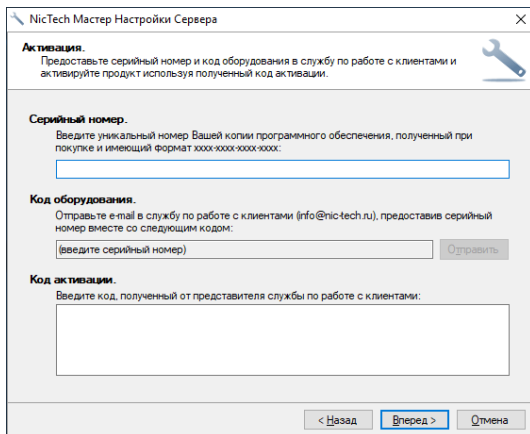 NicTech Мастер Настройки Сервера
Активация.
Предоставьте серийный номер и код оборудования в службу по работе с клиентами и
активируйте продукт используя полученный код активации.
Серийный номер.
Введите уникальный номер Вашей копии программного обеспечения, полученный при
покупке и имеющий формат xxxx-xxxx-xxxx-xxxx:
Код оборудования.
Отправьте e-mail в службу по работе с клиентами (info@nic-tech.ru), предоставив серийный
номер вместе со следующим кодом:
(введите серийный номер) Отправить
Код активации.
Введите код, полученный от представителя службы по работе с клиентами:
< Назад Вперед > Отмена